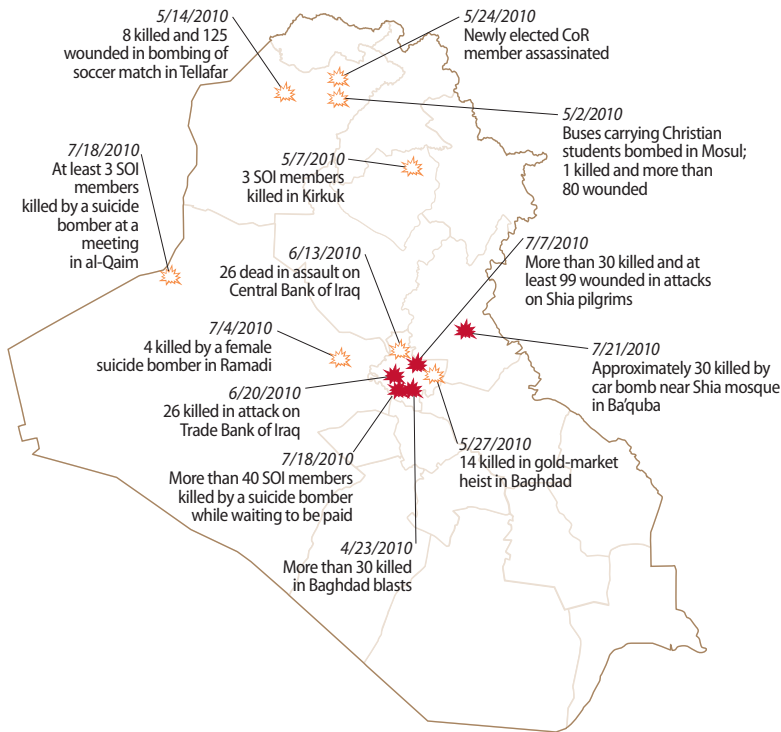 5/14/2010
8 killed and 125
wounded in bombing of
soccer match in Tellafar
5/24/2010
Newly elected CoR
member assassinated
5/2/2010
Buses carrying Christian
students bombed in Mosul;
1 killed and more than
80 wounded
7/18/2010
At least 3 SOI
members
killed by a suicide
bomber at a
meeting
in al-Qaim
5/7/2010
3 SOI members
killed in Kirkuk
6/13/2010
26 dead in assault on
Central Bank of Iraq
7/7/2010
More than 30 killed and at
least 99 wounded in attacks
on Shia pilgrims
7/4/2010
4 killed by a female
suicide bomber in Ramadi
7/21/2010
Approximately 30 killed by
car bomb near Shia mosque
in Ba'quba
6/20/2010
26 killed in attack on
Trade Bank of Iraq
5/27/2010
14 killed in gold-market
heist in Baghdad
7/18/2010
More than 40 SOI members
killed by a suicide bomber
while waiting to be paid
4/23/2010
More than 30 killed
in Baghdad blasts